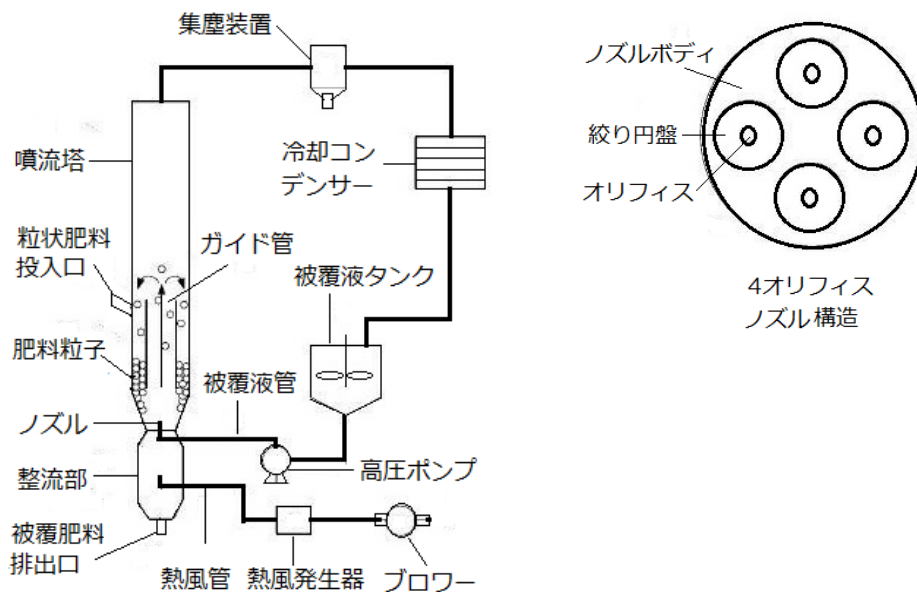 集塵装置
噴流塔
冷却コン
デンサー
粒状肥料
投入口
ガイド管
被覆液タンク
肥料粒子
被覆液管
ノズル
高圧ポンプ
整流部
被覆肥料
排出口
熱風管
熱風発生器
ブロワー
ノズルボディ
絞り円盤
オリフィス
4オリフィス
ノズル構造